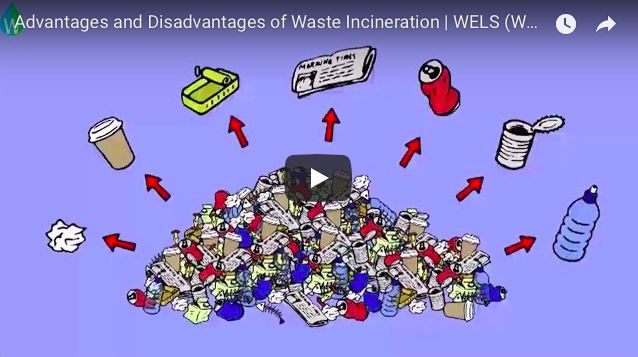 Advantages and Disadvantages of Waste Incineration | WELS (W...
MORNING TIMES